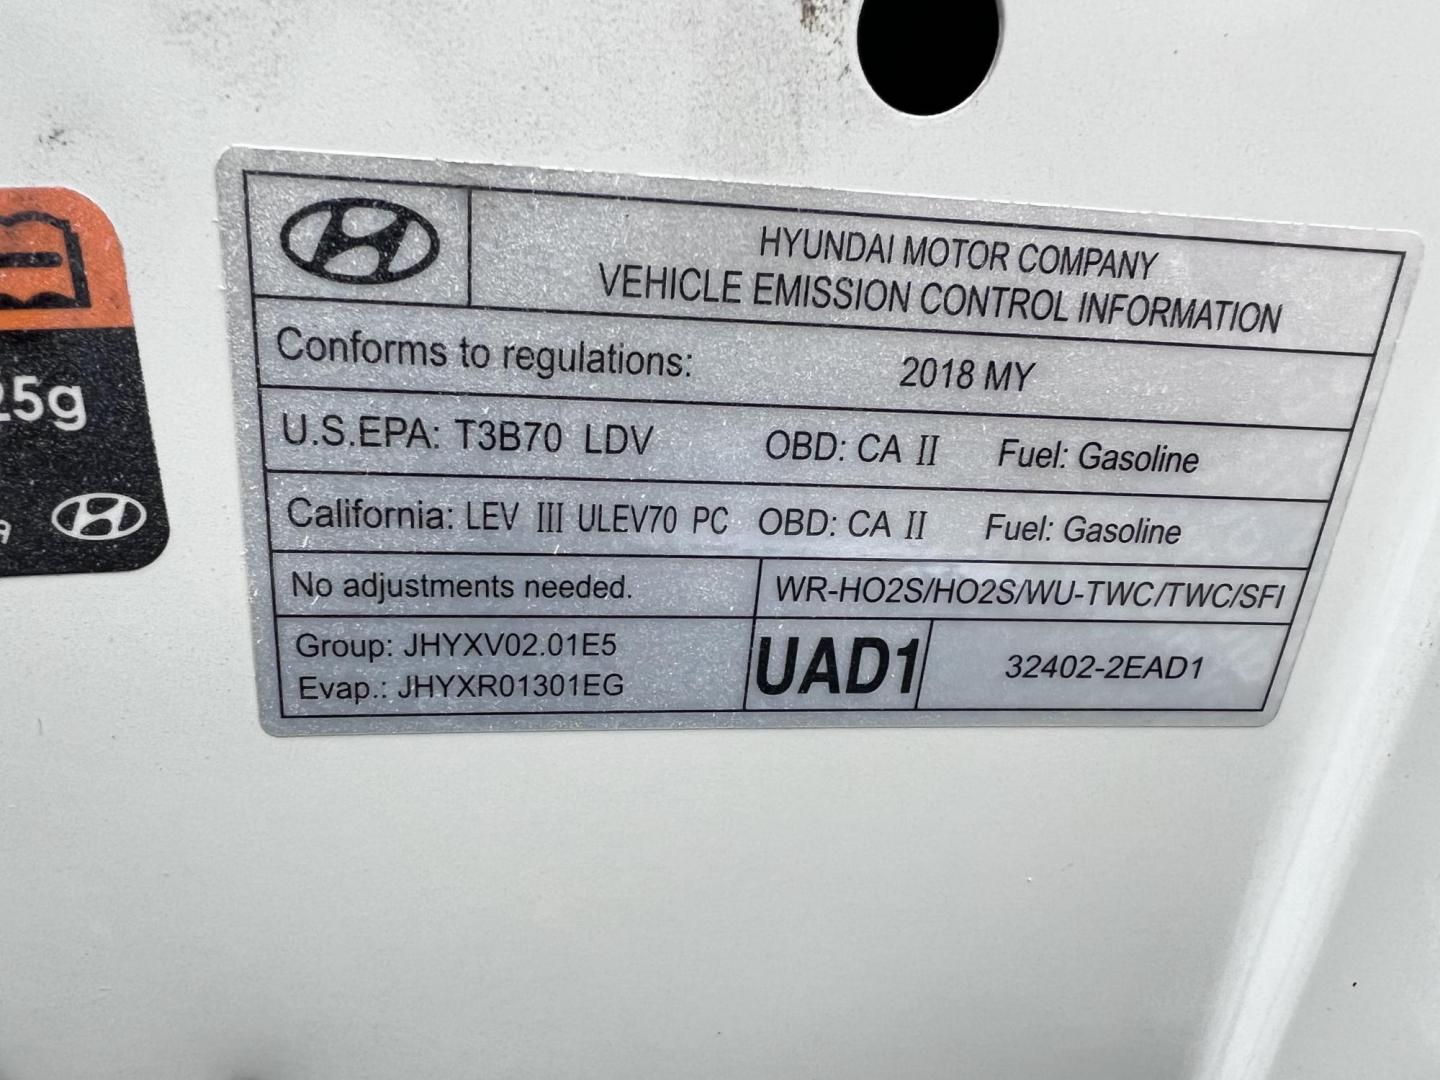 HYUNDAI MOTOR COMPANY
VEHICLE EMISSION CONTROL INFORMATION
Conforms to regulations: 2018 MY
U.S.EPA: T3B70 LDV OBD: CA II Fuel: Gasoline
California: LEV III ULEV70 PC OBD: CA II Fuel: Gasoline
No adjustments needed. WR-HO2S/HO2S/WU-TWC/TWC/SFI
Group: JHYXV02.01E5
Evap.: JHYXR01301EG
UAD1 32402-2EAD1
25g